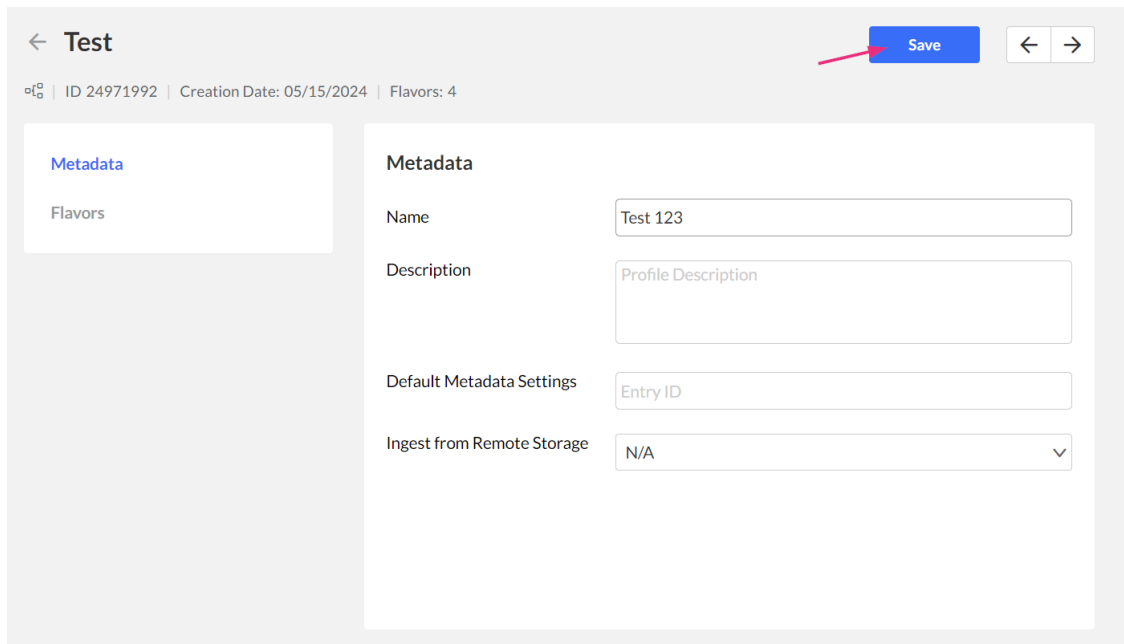 Test
Save
ID 24971992 | Creation Date: 05/15/2024 | Flavors: 4
Metadata
Flavors
Metadata
Name
Test 123
Description
Profile Description
Default Metadata Settings
Entry ID
Ingest from Remote Storage
N/A